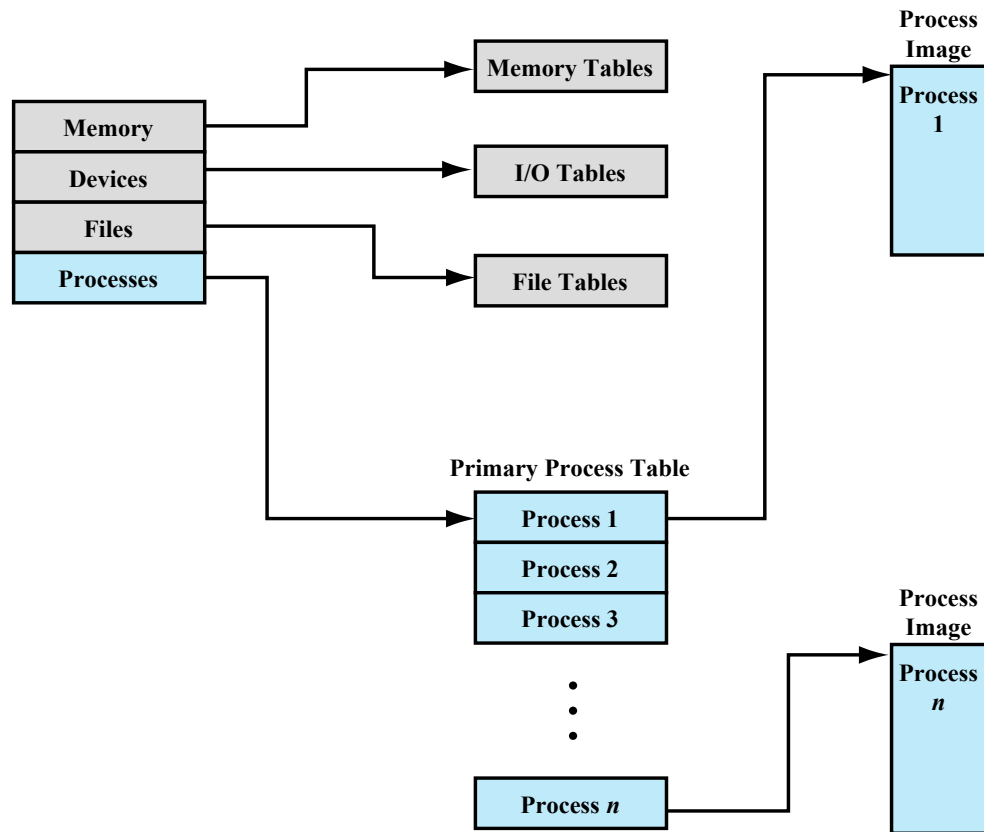 Memory
Devices
Files
Processes
Memory Tables
I/O Tables
File Tables
Primary Process Table
Process 1
Process 2
Process 3
Process n
Process
Image
Process
1
Process
Image
Process
n